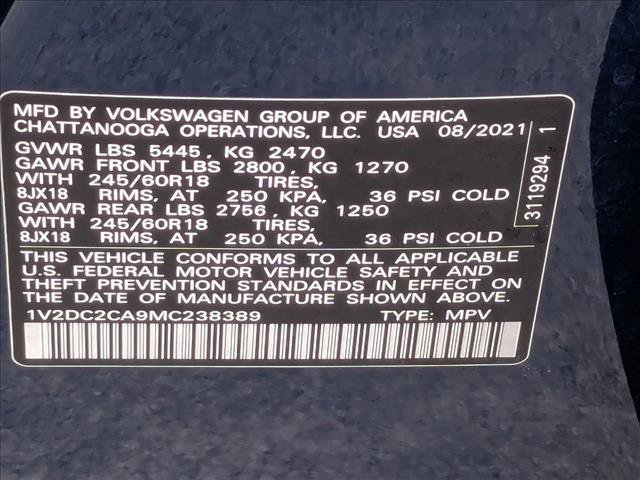 MFD BY VOLKSWAGEN GROUP OF AMERICA
CHATTANOOGA OPERATIONS, LLC. USA 08/2021
GVWR LBS 5445, KG 2470
GAWR FRONT LBS 2800, KG 1270
WITH 245/60R18 TIRES,
8JX18 RIMS, AT 250 KPA, 36 PSI COLD
GAWR REAR LBS 2756, KG 1250
WITH 245/60R18 TIRES,
8JX18 RIMS, AT 250 KPA, 36 PSI COLD
THIS VEHICLE CONFORMS TO ALL APPLICABLE
U.S. FEDERAL MOTOR VEHICLE SAFETY AND
THEFT PREVENTION STANDARDS IN EFFECT ON
THE DATE OF MANUFACTURE SHOWN ABOVE.
1V2DC2CA9MC238389 TYPE: MPV
3119294 1